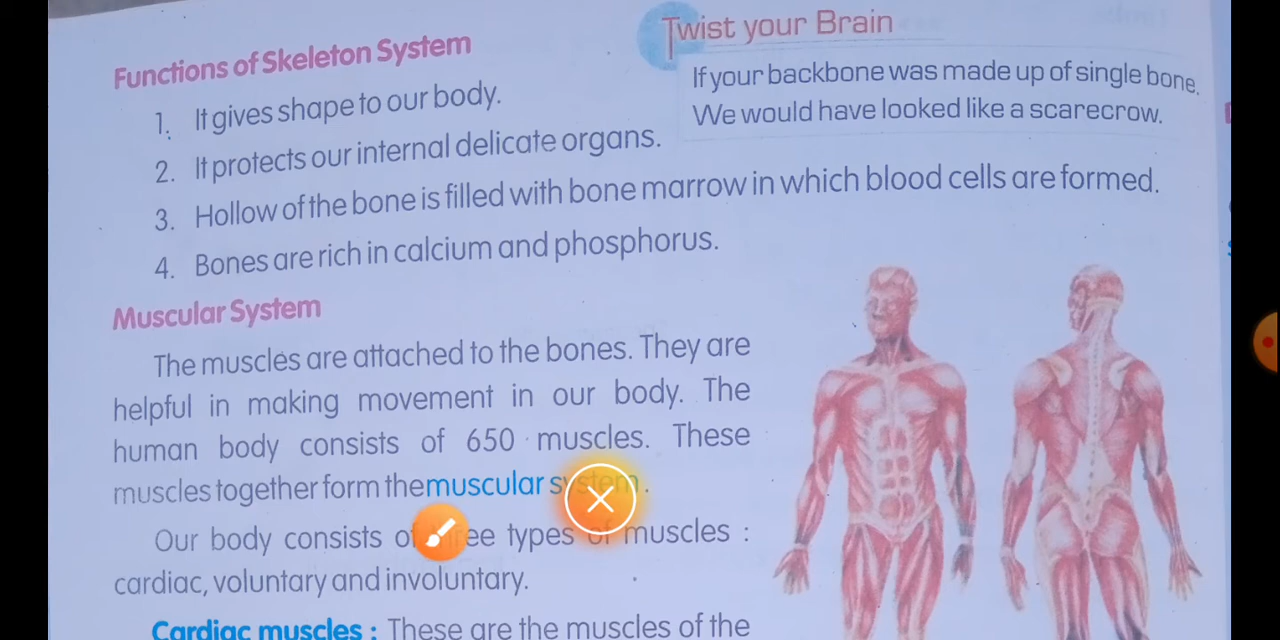 Functions of Skeleton System
1. It gives shape to our body.
2. It protects our internal delicate organs.
3. Hollow of the bone is filled with bone marrow in which blood cells are formed.
4. Bones are rich in calcium and phosphorus.
Twist your Brain
If your backbone was made up of single bone.
We would have looked like a scarecrow.
Muscular System
The muscles are attached to the bones. They are
helpful in making movement in our body. The
human body consists of 650 muscles. These
muscles together form the muscular system.
Our body consists of three types of muscles :
cardiac, voluntary and involuntary.
Cardiac muscles : These are the muscles of the